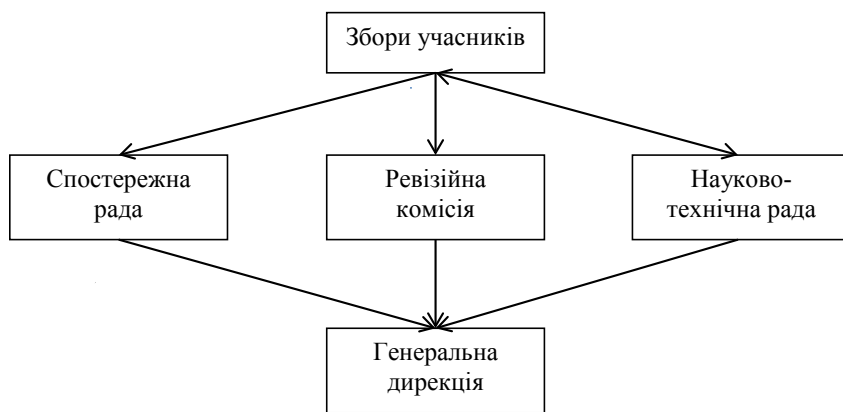 Збори учасників
Спостережна
рада
Ревізійна
комісія
Науково-
технічна рада
Генеральна
дирекція